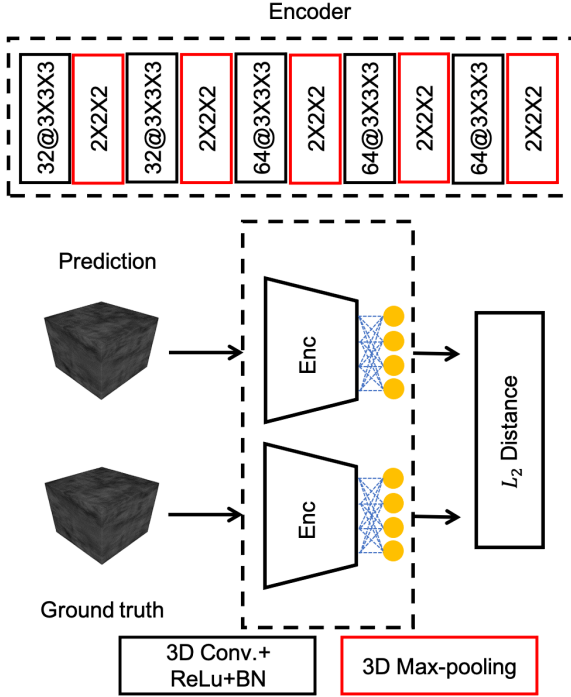 Encoder
32@3X3X3
2X2X2
32@3X3X3
2X2X2
64@3X3X3
2X2X2
64@3X3X3
2X2X2
64@3X3X3
2X2X2
Prediction
Enc
L₂ Distance
Enc
Ground truth
3D Conv.+
ReLu+BN
3D Max-pooling